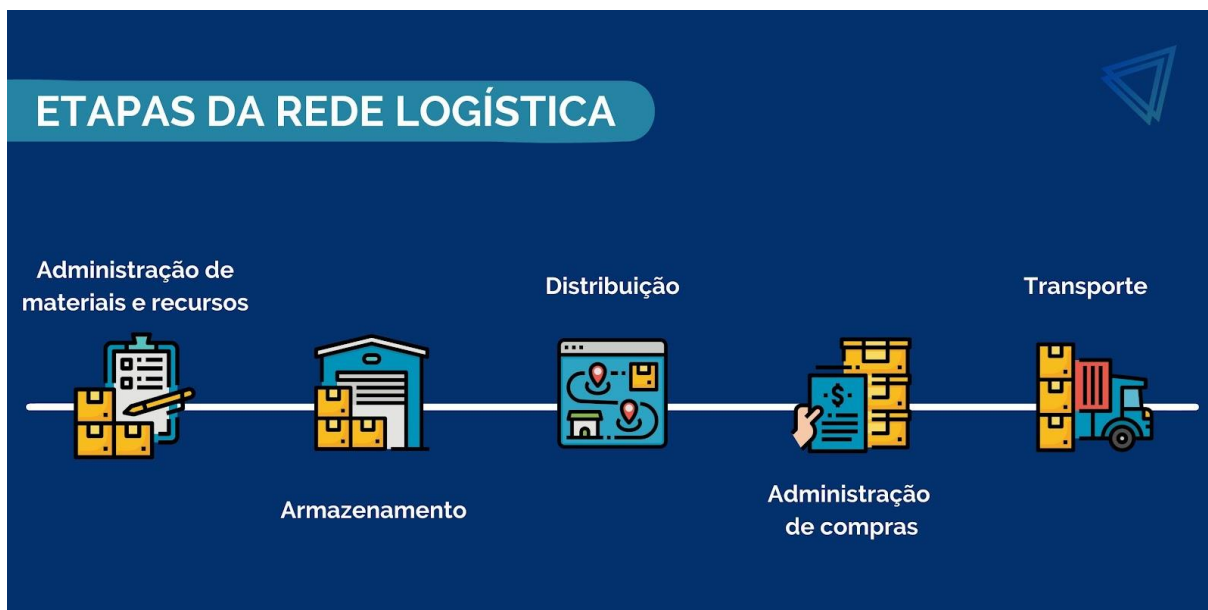 ETAPAS DA REDE LOGÍSTICA
Administração de
materiais e recursos
Armazenamento
Distribuição
$
Administração
de compras
Transporte